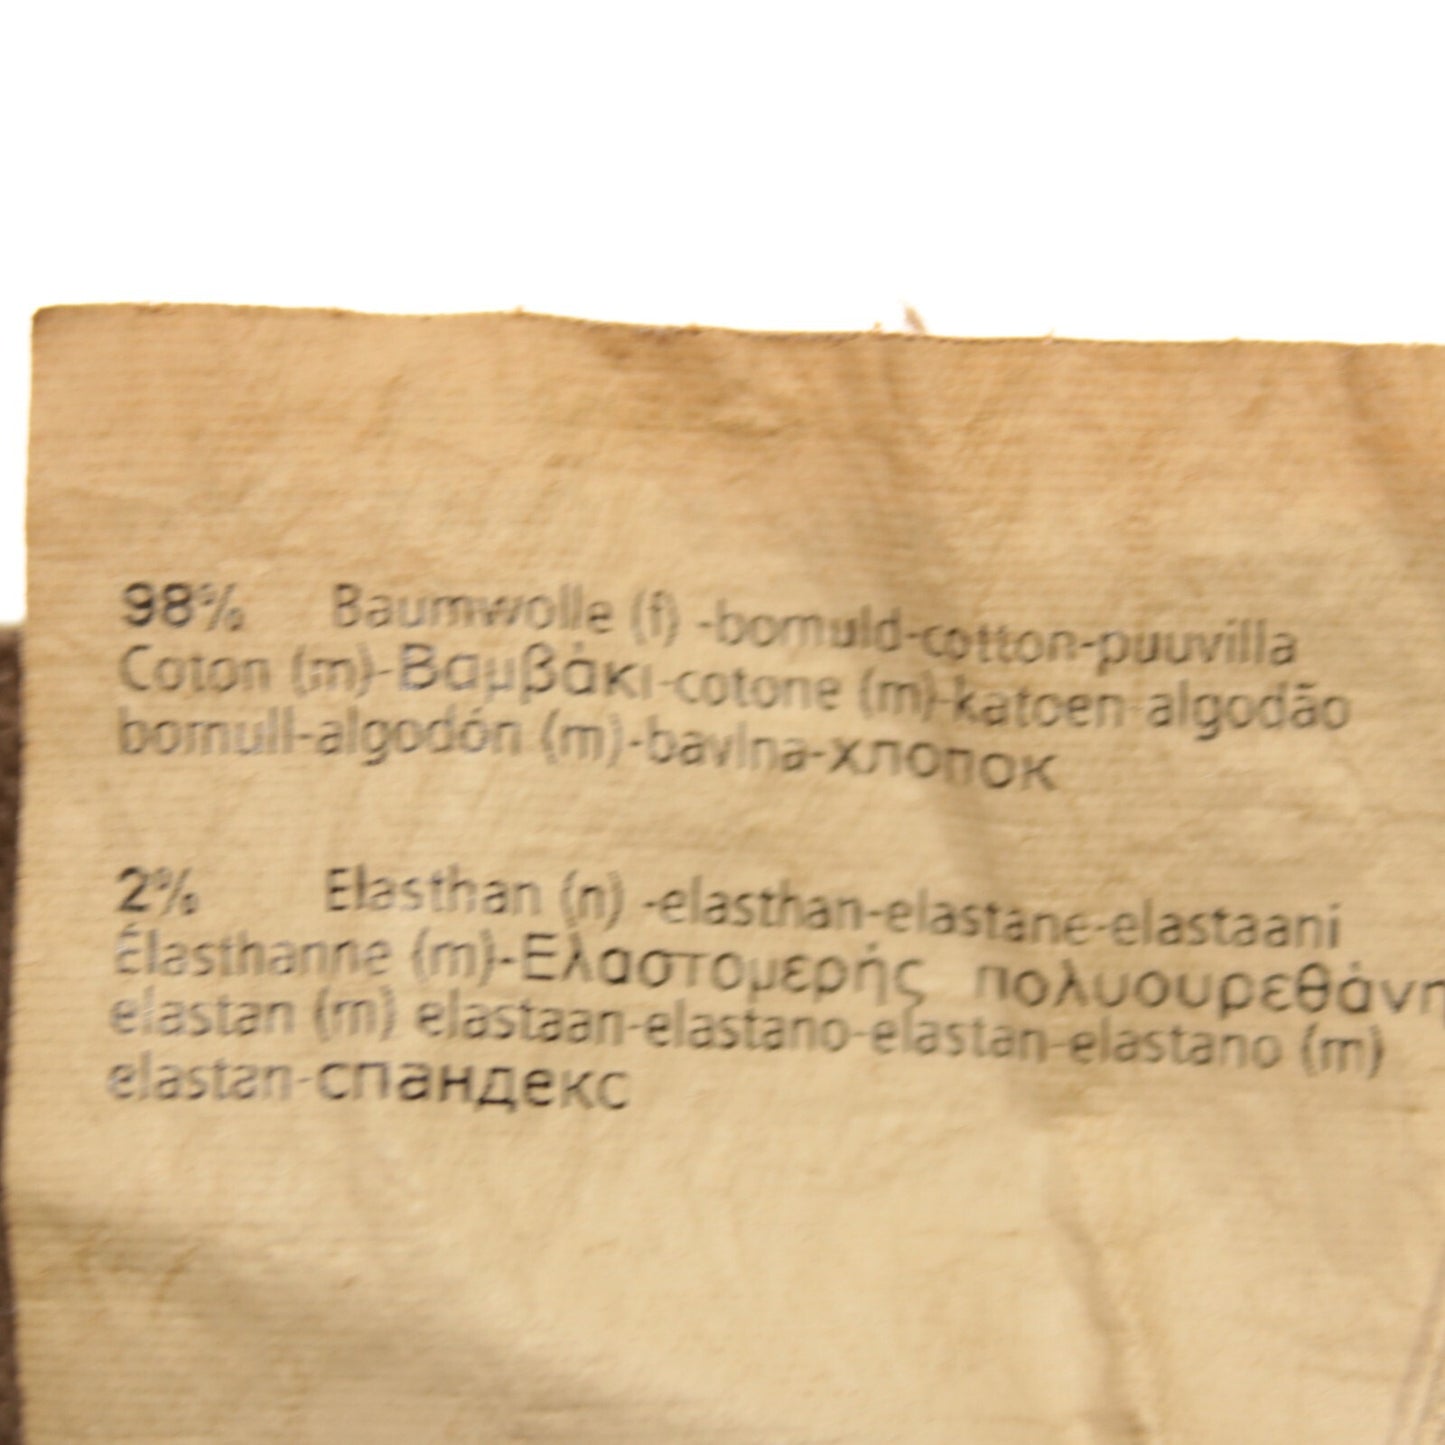 98% Baumwolle (f) -bomuld-cotton-puuvilla
Coton (m)-Βαμβάκι-cotone (m)-katoen-algodão
bomull-algodón (m)-bavlna-хлопок
2% Elasthan (n) -elasthan-elastane-elastaani
Élasthanne (m)-Ελαστομερής πολυουρεθάνη
elastan (m) elastaan-elastano-elastan-elastano (m)
elastan-спандекс